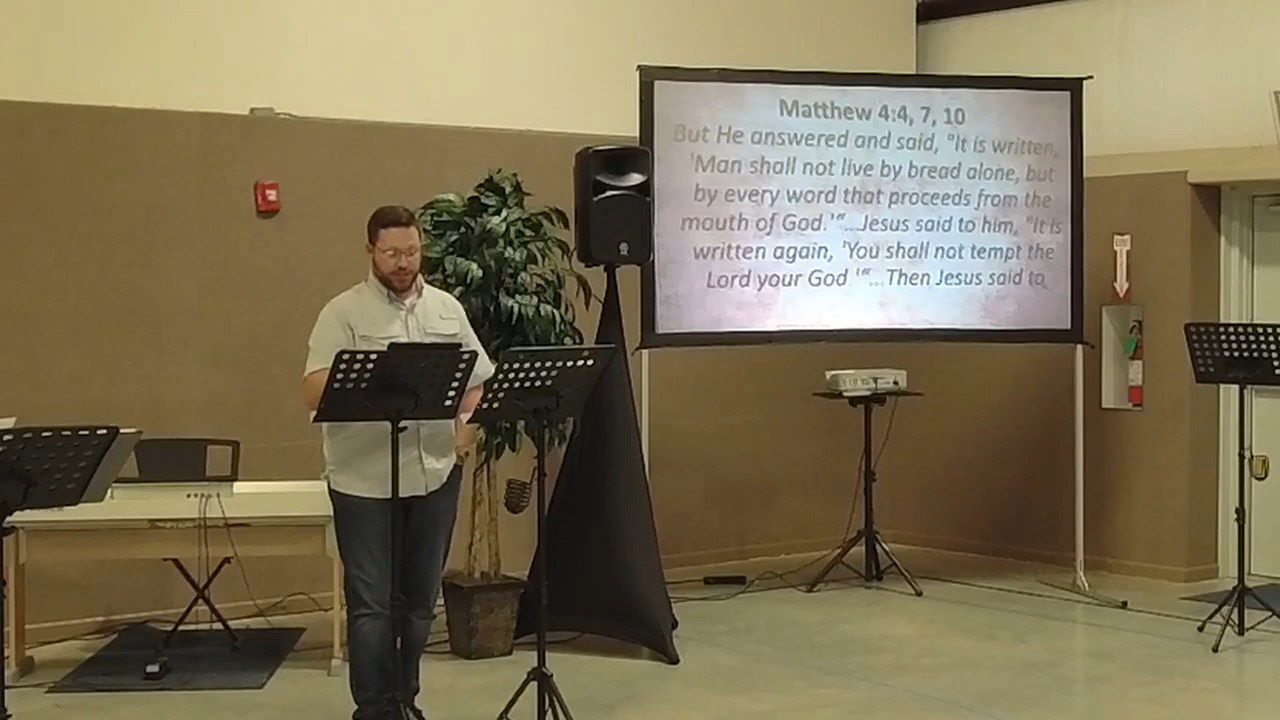 Matthew 4:4, 7, 10
But He answered and said, "It is written,
'Man shall not live by bread alone, but
by every word that proceeds from the
mouth of God.'"...Jesus said to him, "It is
written again, 'You shall not tempt the
Lord your God.'"...Then Jesus said to